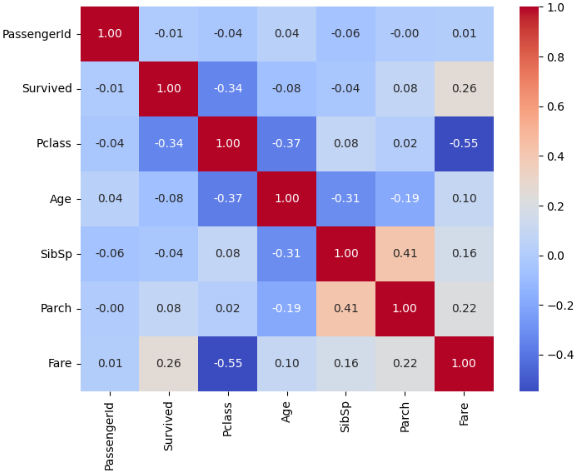 PassengerId 1.00 -0.01 -0.04 0.04 -0.06 -0.00 0.01
Survived -0.01 1.00 -0.34 -0.08 -0.04 0.08 0.26
Pclass -0.04 -0.34 1.00 -0.37 0.08 0.02 -0.55
Age 0.04 -0.08 -0.37 1.00 -0.31 -0.19 0.10
SibSp -0.06 -0.04 0.08 -0.31 1.00 0.41 0.16
Parch -0.00 0.08 0.02 -0.19 0.41 1.00 0.22
Fare 0.01 0.26 -0.55 0.10 0.16 0.22 1.00
PassengerId Survived Pclass Age SibSp Parch Fare
1.0
0.8
0.6
0.4
0.2
0.0
−0.2
−0.4